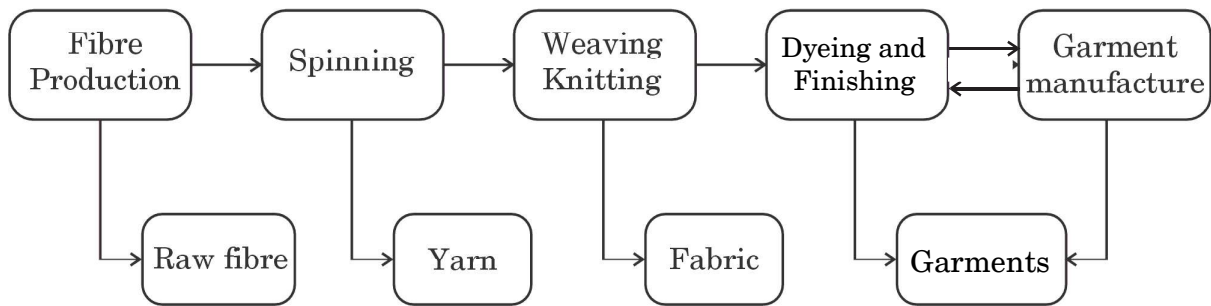 Fibre
Production
Spinning
Weaving
Knitting
Dyeing and
Finishing
Garment
manufacture
Raw fibre
Yarn
Fabric
Garments